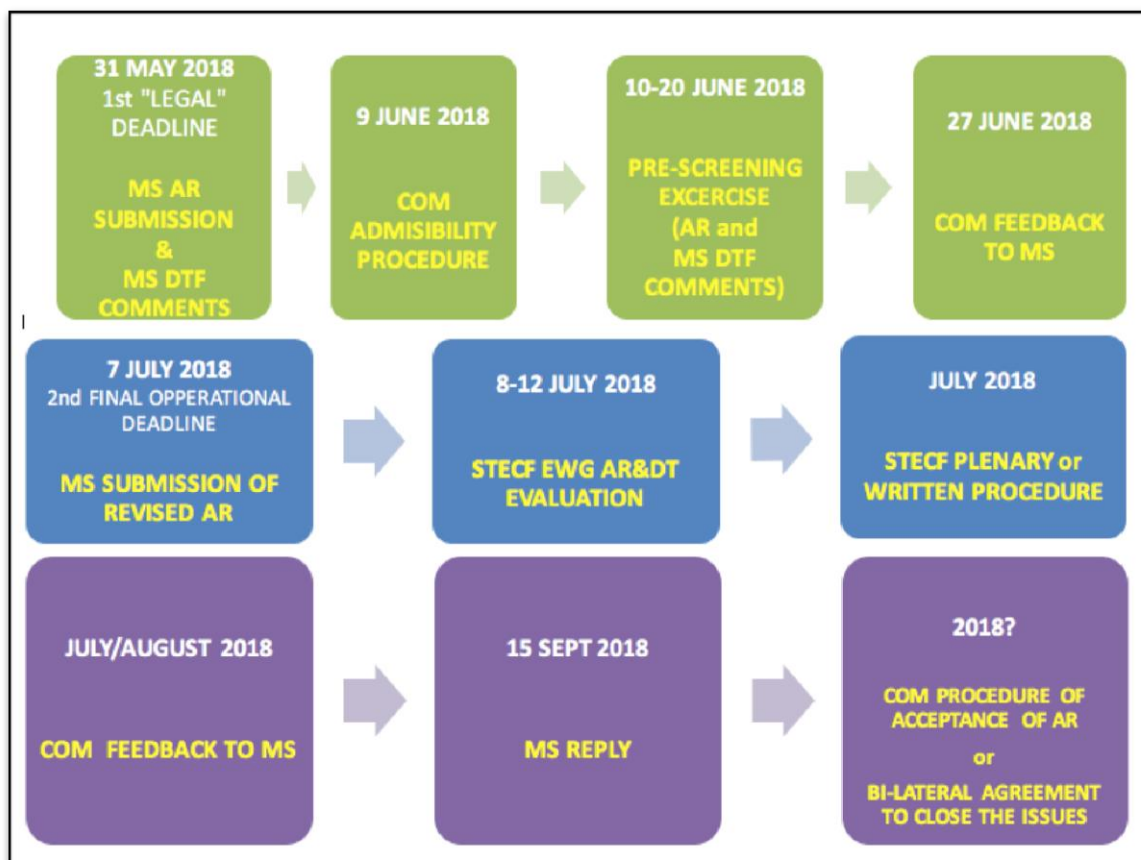 31 MAY 2018
1st "LEGAL"
DEADLINE
MS AR
SUBMISSION
&
MS DTF
COMMENTS
9 JUNE 2018
COM
ADMISIBILITY
PROCEDURE
10-20 JUNE 2018
PRE-SCREENING
EXCERCISE
(AR and
MS DTF
COMMENTS)
27 JUNE 2018
COM FEEDBACK
TO MS
7 JULY 2018
2nd FINAL OPPERATIONAL
DEADLINE
MS SUBMISSION OF
REVISED AR
8-12 JULY 2018
STECF EWG AR&DT
EVALUATION
JULY 2018
STECF PLENARY or
WRITTEN PROCEDURE
JULY/AUGUST 2018
COM FEEDBACK TO MS
15 SEPT 2018
MS REPLY
2018?
COM PROCEDURE OF
ACCEPTANCE OF AR
or
BI-LATERAL AGREEMENT
TO CLOSE THE ISSUES